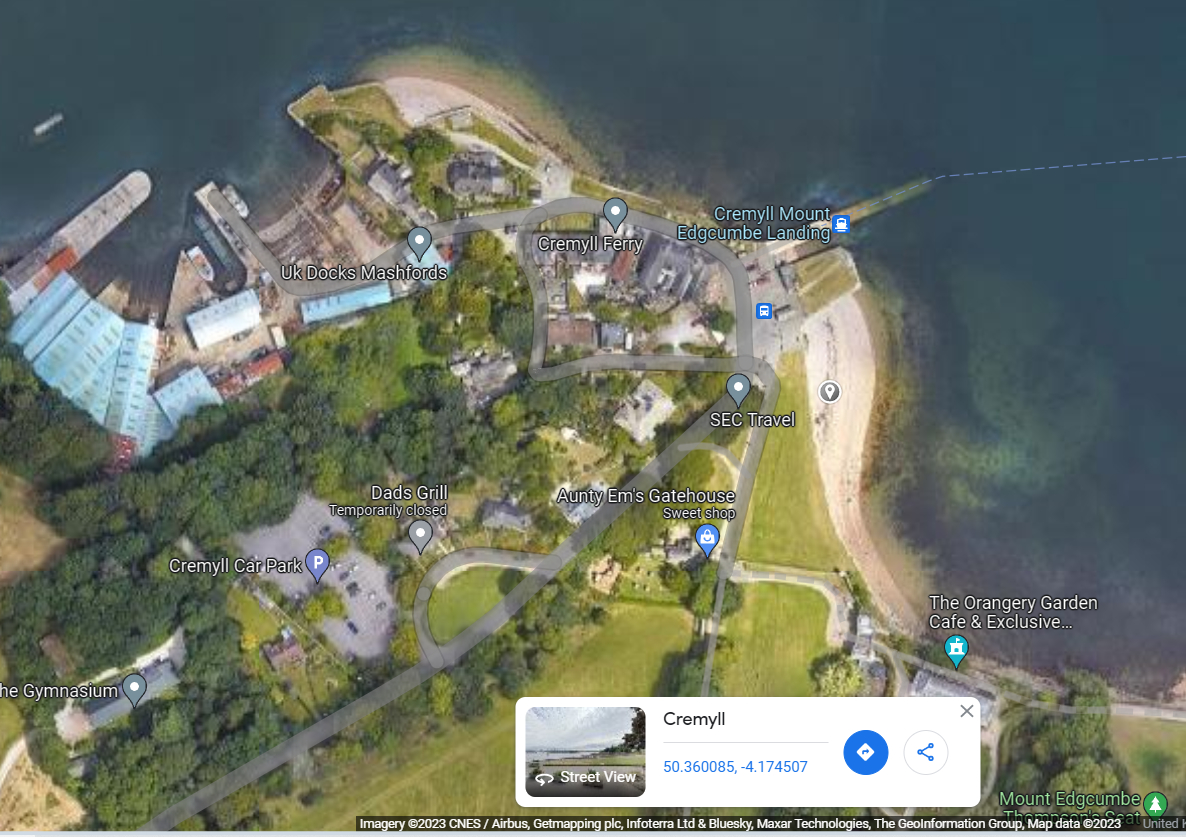 Cremyll Mount
Edgcumbe Landing
Cremyll Ferry
Uk Docks Mashfords
SEC Travel
Dads Grill
Temporarily closed
Aunty Em's Gatehouse
Sweet shop
Cremyll Car Park
P
The Orangery Garden
Cafe & Exclusive...
he Gymnasium
Cremyll
50.360085, -4.174507
Street View
Mount Edgcumbe
Thompson's Seat
Imagery ©2023 CNES / Airbus, Getmapping plc, Infoterra Ltd & Bluesky, Maxar Technologies, The GeoInformation Group, Map data ©2023
United K